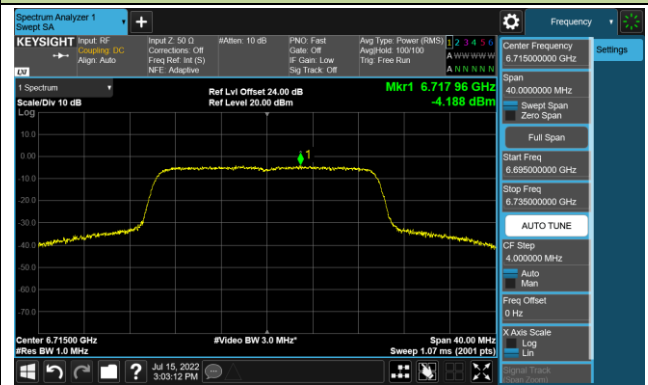 Spectrum Analyzer 1
Swept SA
+
Frequency
KEYSIGHT
Input: RF
Coupling: DC
Align: Auto
Input Z: 50 Ω
Corrections: Off
Freq Ref: Int (S)
NFE: Adaptive
#Atten: 10 dB
PNO: Fast
Gate: Off
IF Gain: Low
Sig Track: Off
Avg Type: Power (RMS)
Avg|Hold: 100/100
Trig: Free Run
1 2 3 4 5 6
A W W W W W
A N N N N N
LXI
Settings
Center Frequency
6.715000000 GHz
Span
40.0000000 MHz
Swept Span
Zero Span
Full Span
Start Freq
6.695000000 GHz
Stop Freq
6.735000000 GHz
AUTO TUNE
CF Step
4.000000 MHz
Auto
Man
Freq Offset
0 Hz
X Axis Scale
Log
Lin
Signal Track
(Span Zoom)
1 Spectrum
Scale/Div 10 dB
Log
Ref Lvl Offset 24.00 dB
Ref Level 20.00 dBm
Mkr1 6.717 96 GHz
-4.188 dBm
10.0
0.00
1
-10.0
-20.0
-30.0
-40.0
-50.0
-60.0
-70.0
Center 6.71500 GHz
#Res BW 1.0 MHz
#Video BW 3.0 MHz*
Span 40.00 MHz
Sweep 1.07 ms (2001 pts)
?
Jul 15, 2022
3:03:12 PM